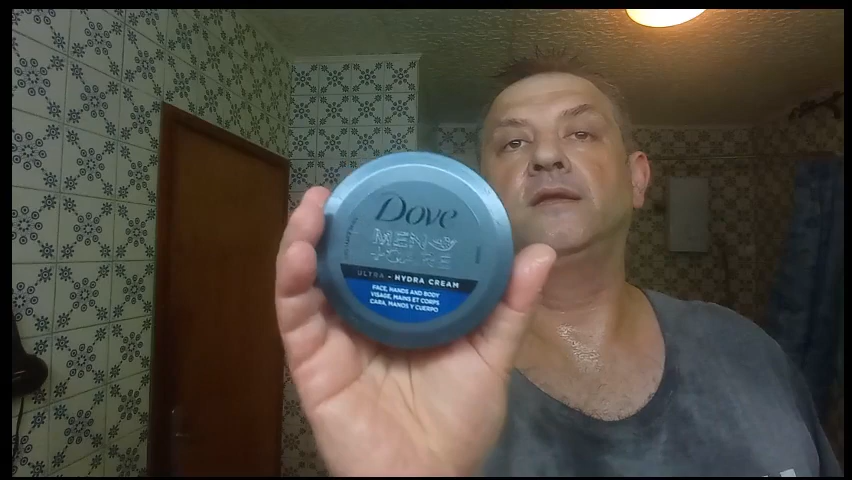 Dove
MEN
+CARE
ULTRA - HYDRA CREAM
FACE, HANDS AND BODY
VISAGE, MAINS ET CORPS
CARA, MANOS Y CUERPO